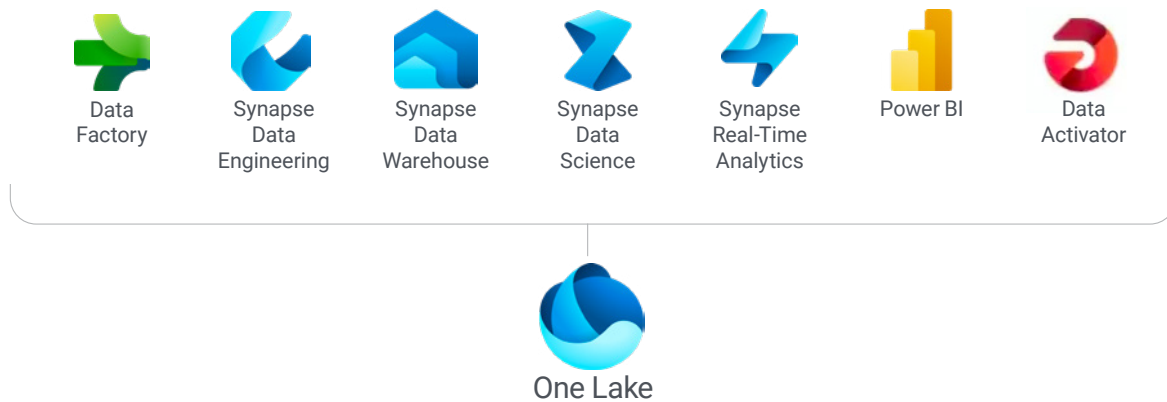 Data
Factory
Synapse
Data
Engineering
Synapse
Data
Warehouse
Synapse
Data
Science
Synapse
Real-Time
Analytics
Power BI
Data
Activator
One Lake